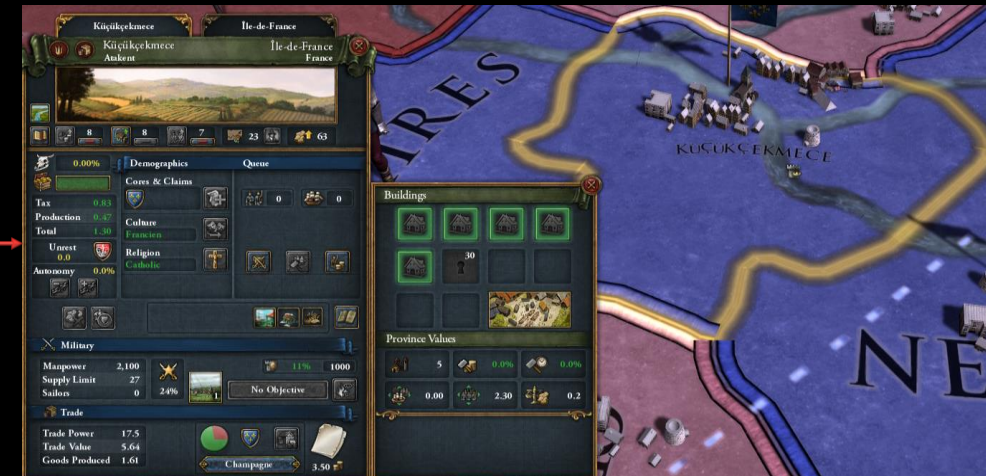 Küçükçekmece
Île-de-France
Küçükçekmece
Île-de-France
Atakent
France
8
8
7
23
63
0.00%
Demographics
Queue
Cores & Claims
0
0
Tax 0.83
Production 0.47
Total 1.30
Culture
Francien
Unrest
0.0
Religion
Catholic
Autonomy 0.0%
Military
Manpower 2,100
Supply Limit 27
Sailors 0
24%
1
11%
1000
No Objective
Trade
Trade Power 17.5
Trade Value 5.64
Goods Produced 1.61
Champagne
3.50
Buildings
30
Province Values
5
0.0%
0.0%
0.00
2.30
0.2
TRES
KÜÇÜKÇEKMECE
NE